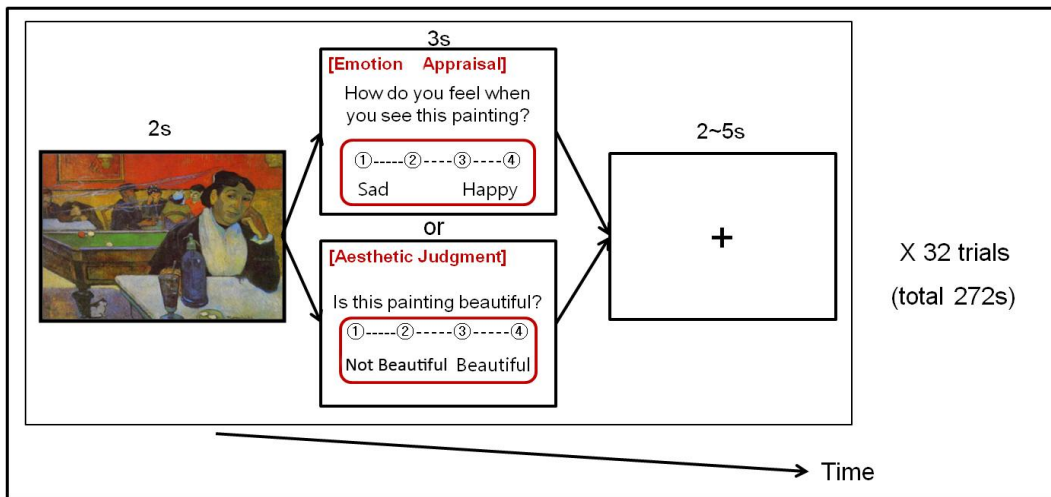 3s
[Emotion Appraisal]
How do you feel when
you see this painting?
①-----②----③----④
Sad Happy
2s
or
[Aesthetic Judgment]
Is this painting beautiful?
①-----②-----③-----④
Not Beautiful Beautiful
2~5s
+
X 32 trials
(total 272s)
Time